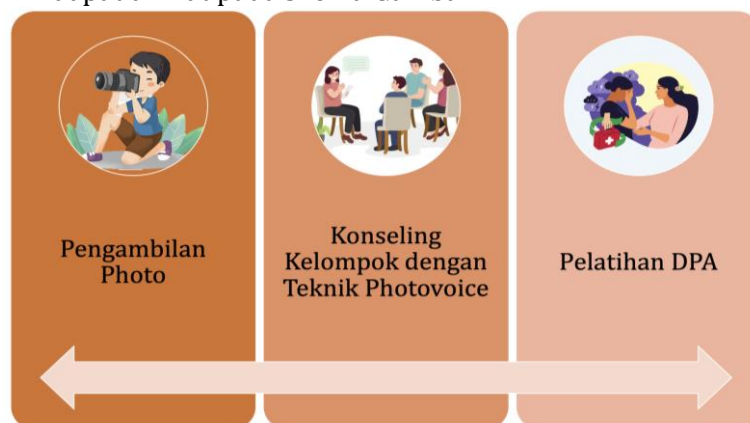 Pengambilan
Photo
Konseling
Kelompok dengan
Teknik Photovoice
Pelatihan DPA